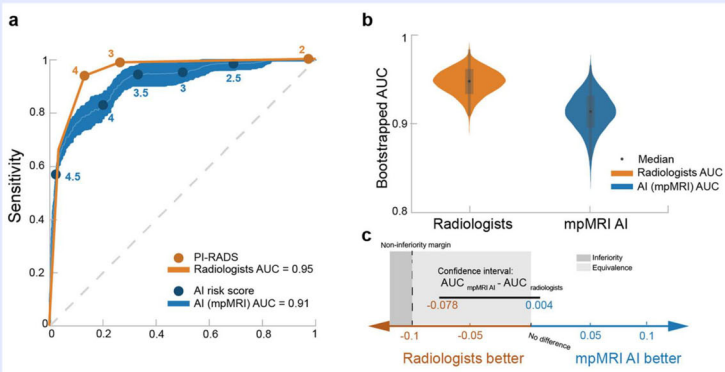 a
1
0.8
0.6
0.4
0.2
0
Sensitivity
4
3
2
4.5
4
3.5
3
2.5
PI-RADS
Radiologists AUC = 0.95
AI risk score
AI (mpMRI) AUC = 0.91
0 0.2 0.4 0.6 0.8 1
b
Bootstrapped AUC
1
0.9
0.8
Median
Radiologists AUC
AI (mpMRI) AUC
Radiologists mpMRI AI
c
Non-inferiority margin
Inferiority
Equivalence
Confidence interval:
AUC mpMRI AI - AUC radiologists
-0.078 0.004
-0.1 -0.05 No difference 0.05 0.1
Radiologists better mpMRI AI better